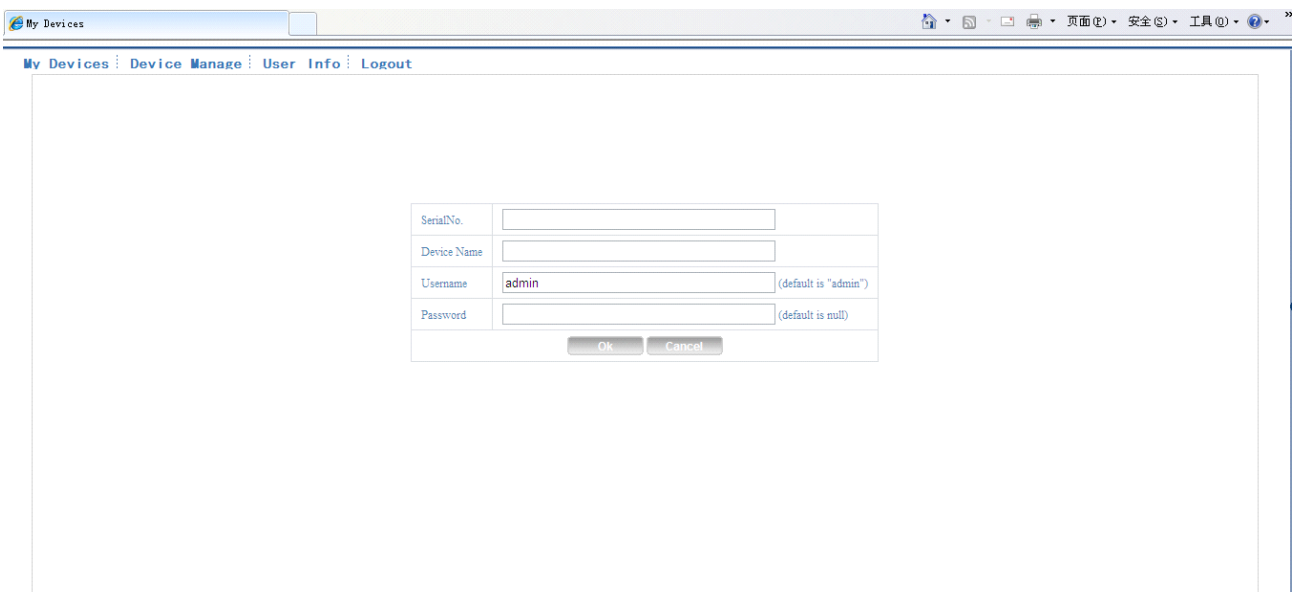 My Devices 页面(P) 安全(S) 工具(O) »
My Devices Device Manage User Info Logout
SerialNo.
Device Name
Username admin (default is "admin")
Password (default is null)
Ok Cancel